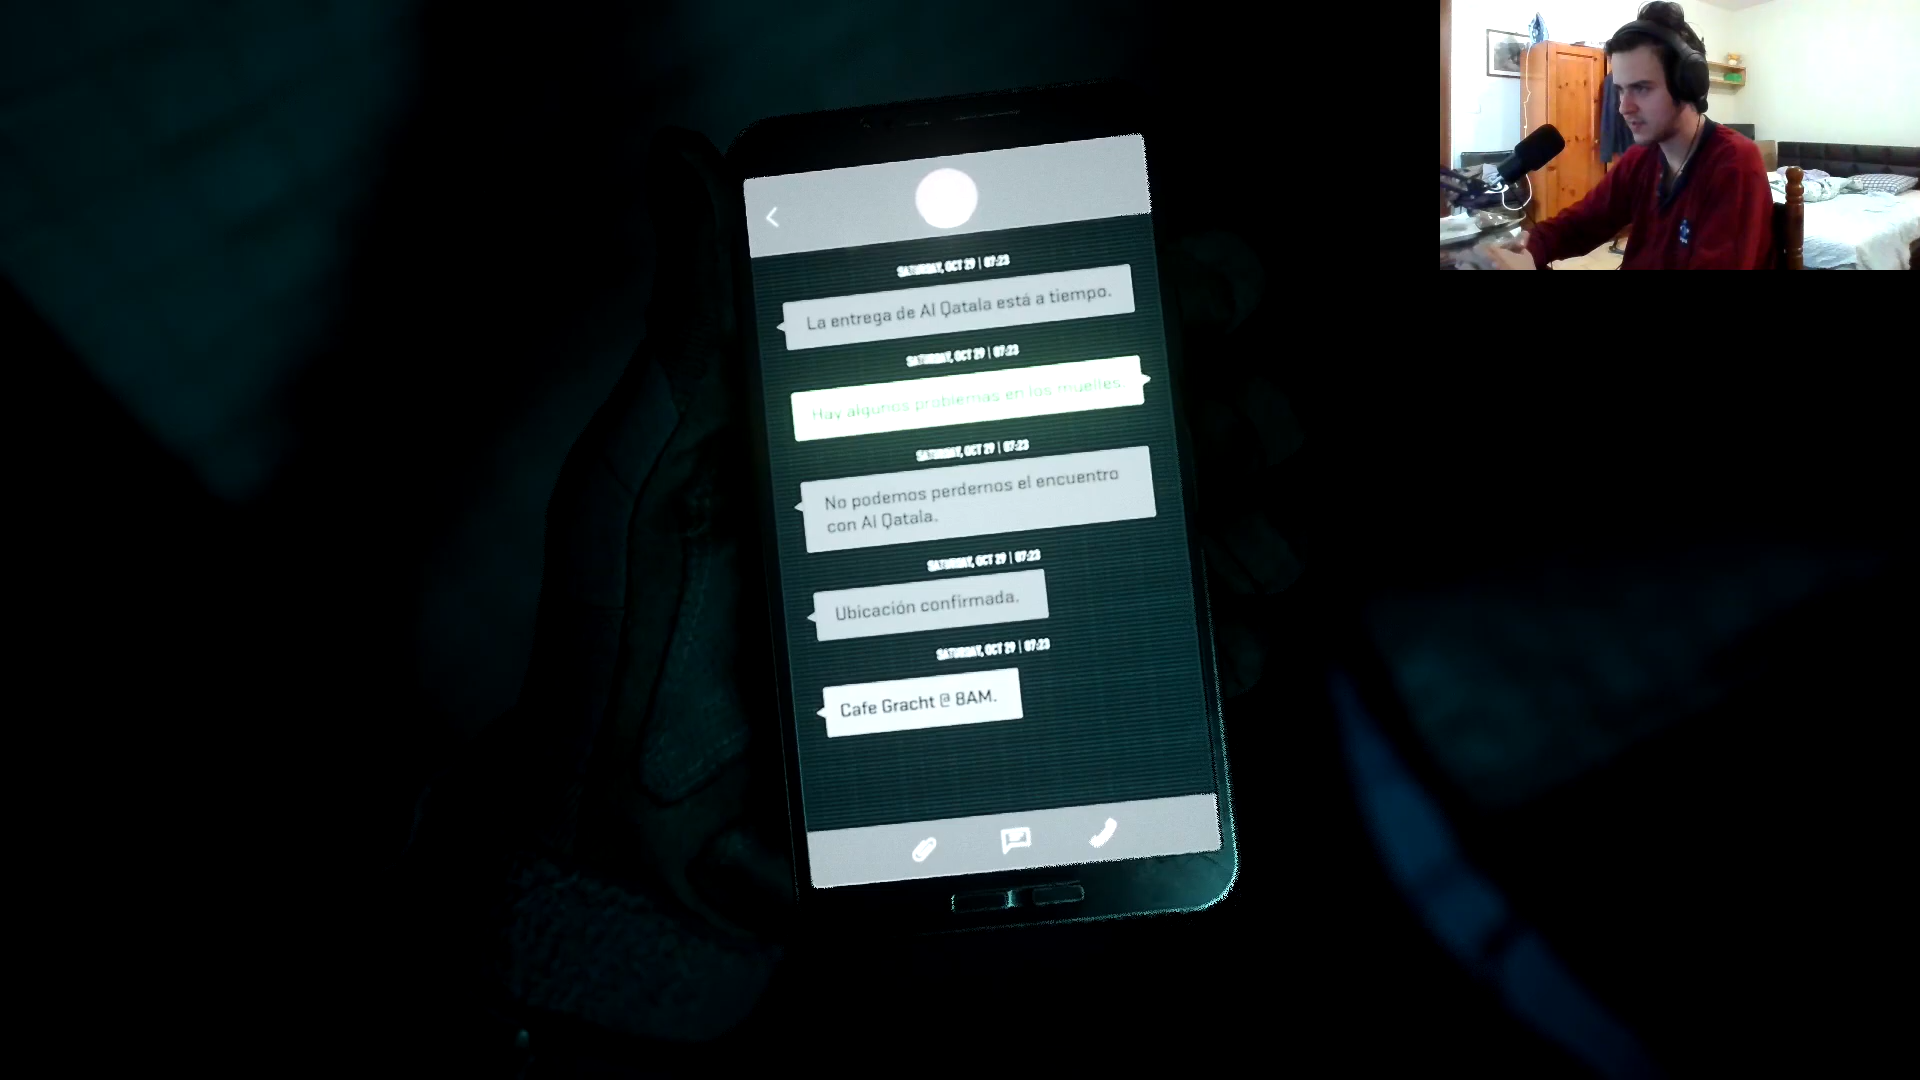 SATURDAY, OCT 29 | 07:23
La entrega de Al Qatala está a tiempo.
SATURDAY, OCT 29 | 07:23
Hay algunos problemas en los muelles.
SATURDAY, OCT 29 | 07:23
No podemos perdernos el encuentro
con Al Qatala.
SATURDAY, OCT 29 | 07:23
Ubicación confirmada.
SATURDAY, OCT 29 | 07:23
Cafe Gracht @ 8AM.